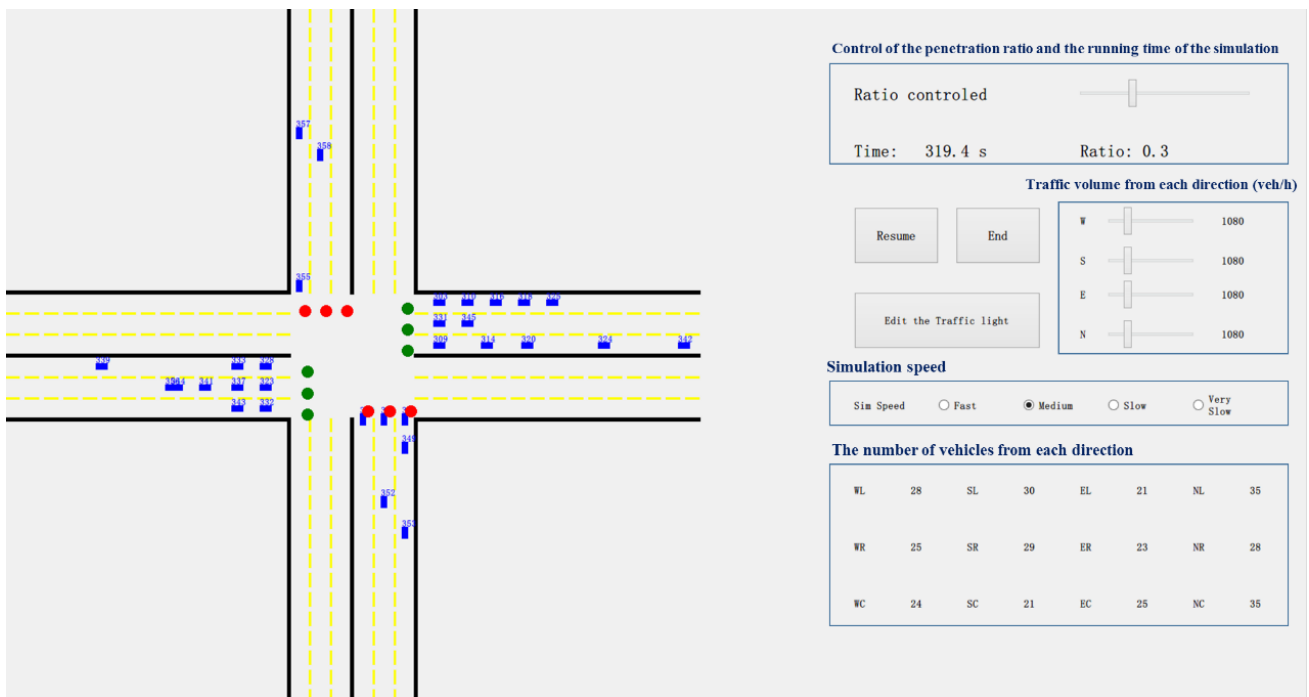 Control of the penetration ratio and the running time of the simulation
Ratio controled
Time: 319.4 s Ratio: 0.3
Traffic volume from each direction (veh/h)
W 1080
S 1080
E 1080
N 1080
Resume End
Edit the Traffic light
Simulation speed
Sim Speed Fast Medium Slow Very Slow
The number of vehicles from each direction
WL 28 SL 30 EL 21 NL 35
WR 25 SR 29 ER 23 NR 28
WC 24 SC 21 EC 25 NC 35
357
358
355
331 345
309 314 320 324 342
339 333 328
341 337 323
343 332
349
352
353